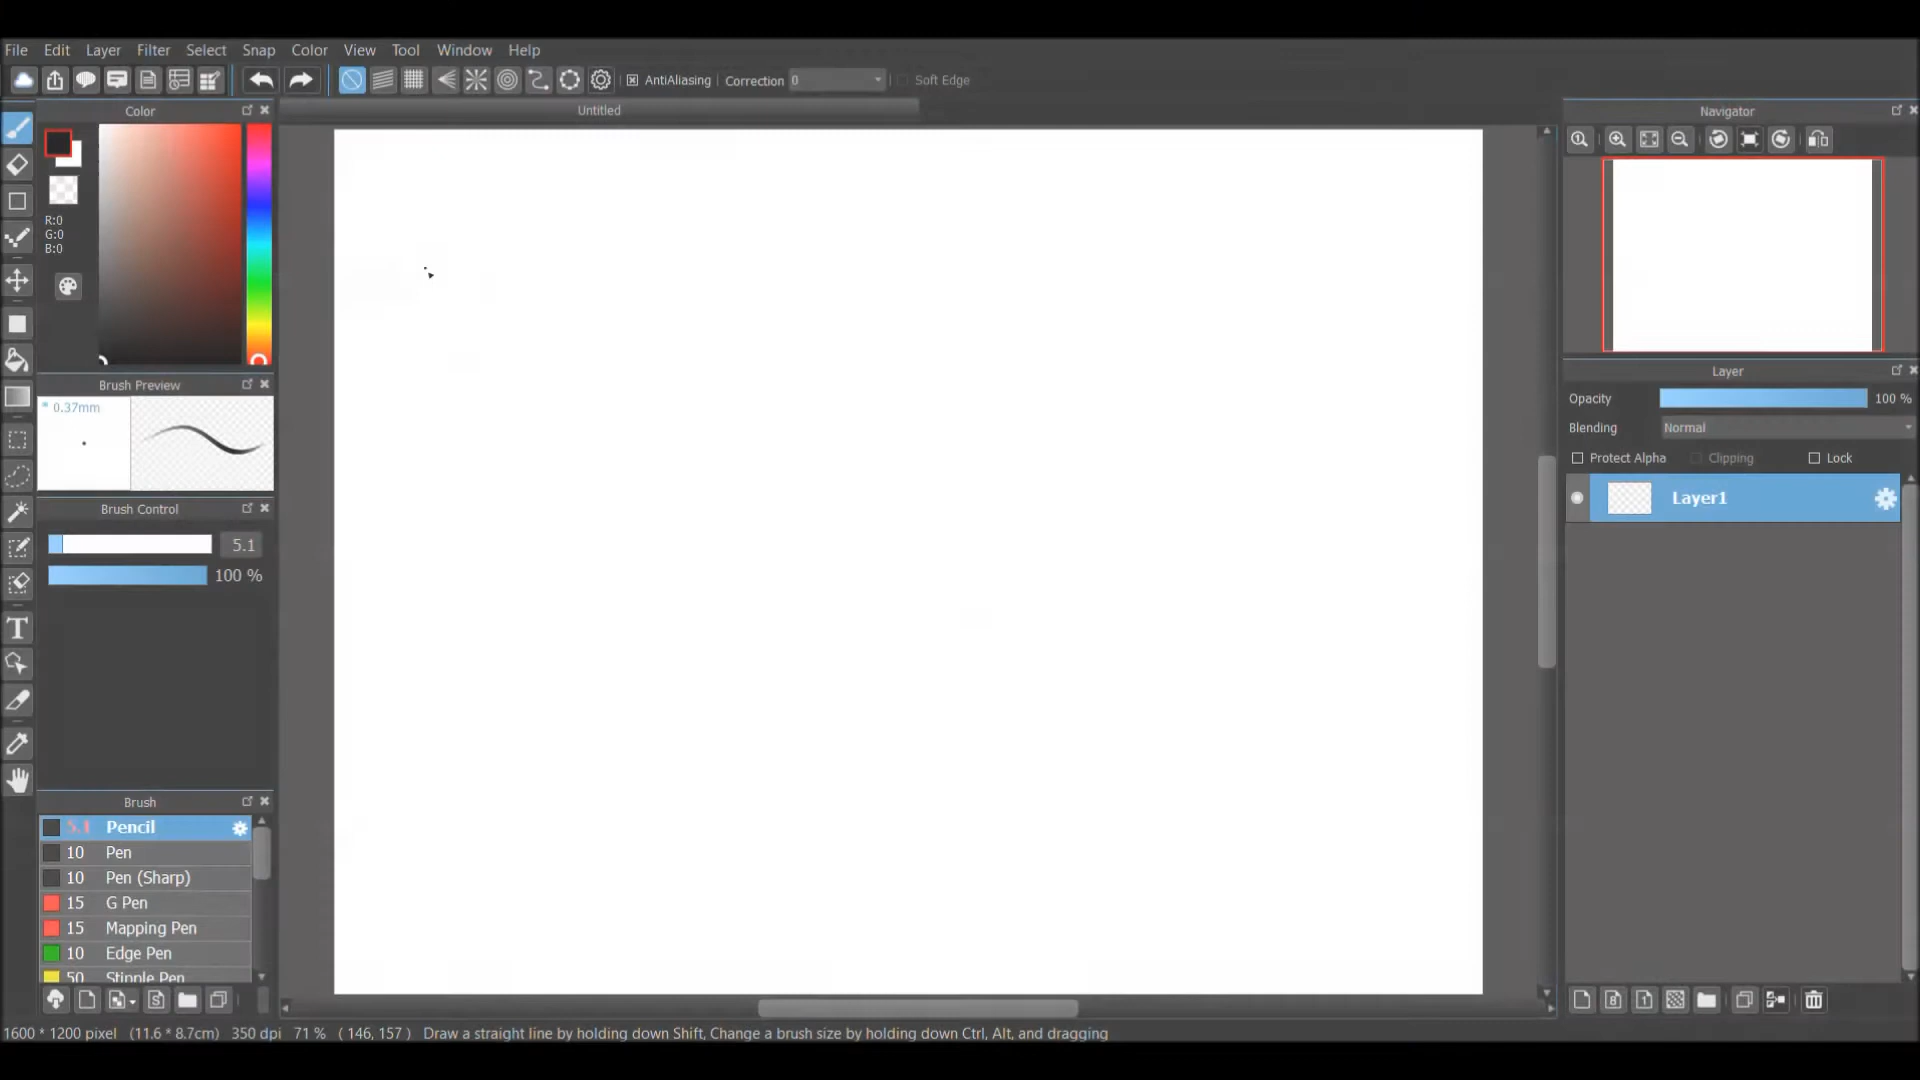 File Edit Layer Filter Select Snap Color View Tool Window Help
AntiAliasing Correction 0 Soft Edge
Color
Untitled
Navigator
R:0
G:0
B:0
Brush Preview
0.37mm
Layer
Opacity 100 %
Blending Normal
Protect Alpha Clipping Lock
Layer1
Brush Control
5.1
100 %
Brush
5.1 Pencil
10 Pen
10 Pen (Sharp)
15 G Pen
15 Mapping Pen
10 Edge Pen
50 Stipple Pen
1600 * 1200 pixel (11.6 * 8.7cm) 350 dpi 71 % ( 146, 157 ) Draw a straight line by holding down Shift, Change a brush size by holding down Ctrl, Alt, and dragging